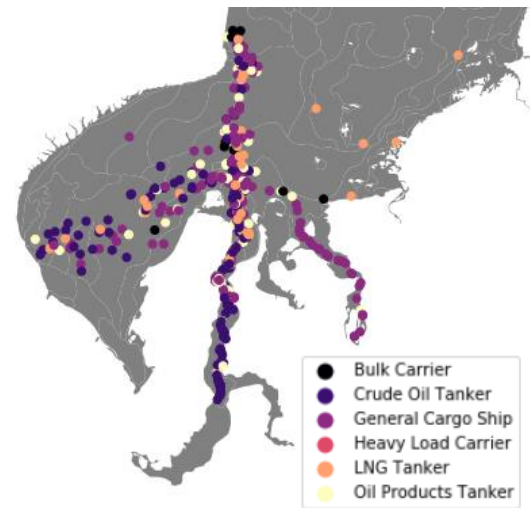 Bulk Carrier
Crude Oil Tanker
General Cargo Ship
Heavy Load Carrier
LNG Tanker
Oil Products Tanker